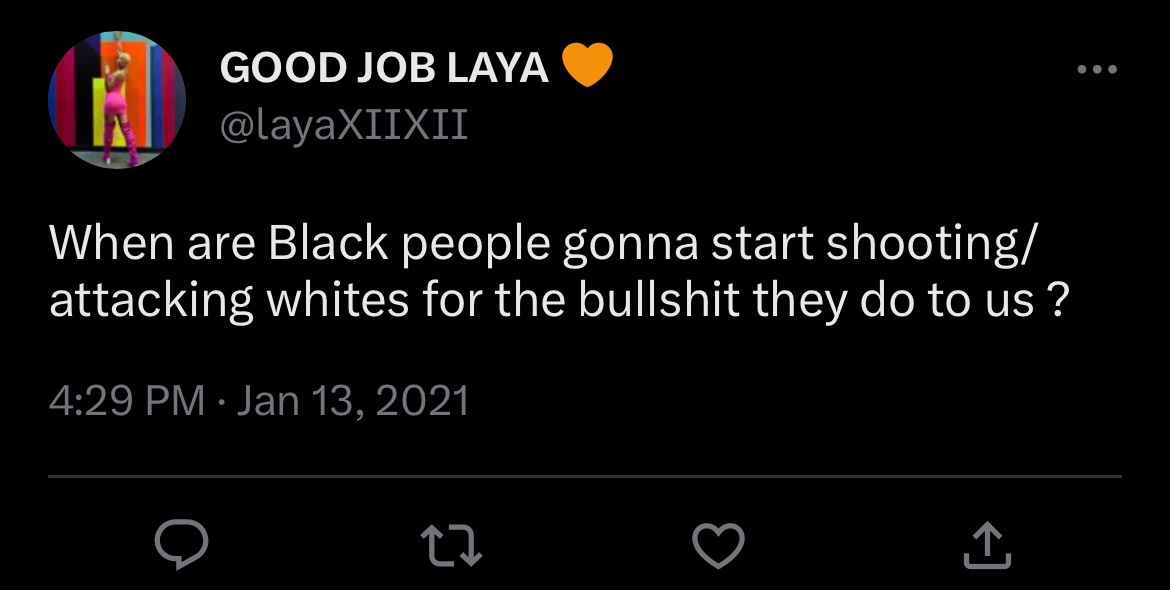 GOOD JOB LAYA 🧡
@layaXIIXII
When are Black people gonna start shooting/
attacking whites for the bullshit they do to us ?
4:29 PM · Jan 13, 2021